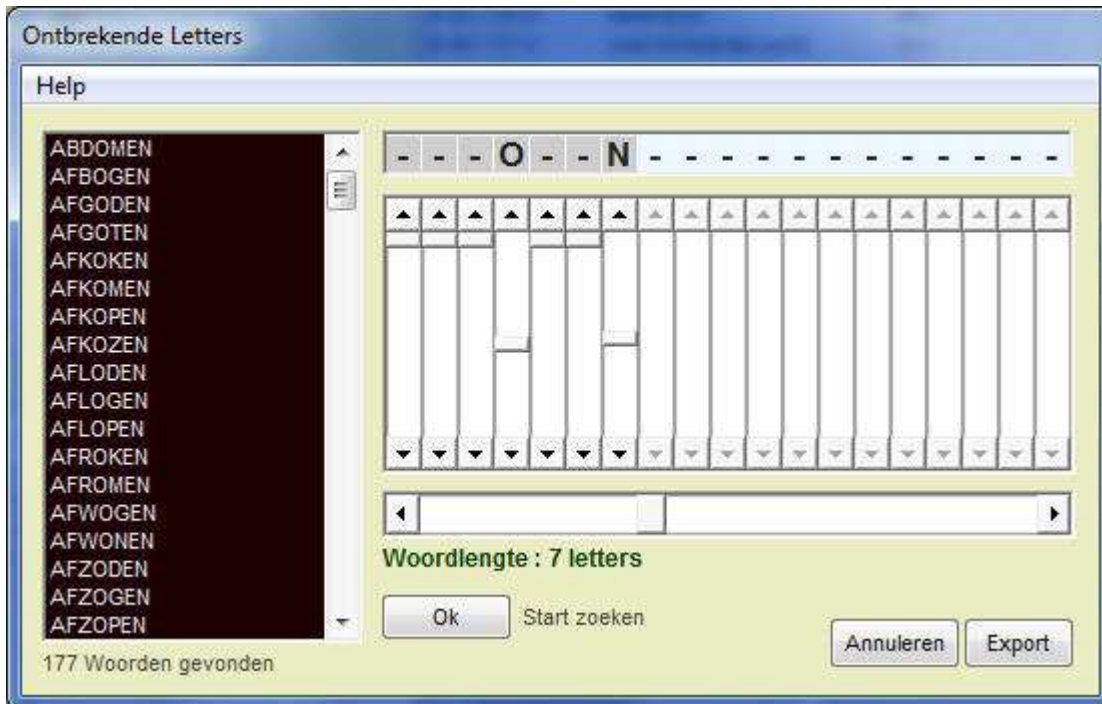 Ontbrekende Letters
Help
ABDOMEN
AFBOGEN
AFGODEN
AFGOTEN
AFKOKEN
AFKOMEN
AFKOPEN
AFKOZEN
AFLODEN
AFLOGEN
AFLOPEN
AFROKEN
AFROMEN
AFWOGEN
AFWONEN
AFZODEN
AFZOGEN
AFZOPEN
177 Woorden gevonden
- - - O - - N - - - - - - - - - - - -
Woordlengte : 7 letters
Ok Start zoeken
Annuleren Export